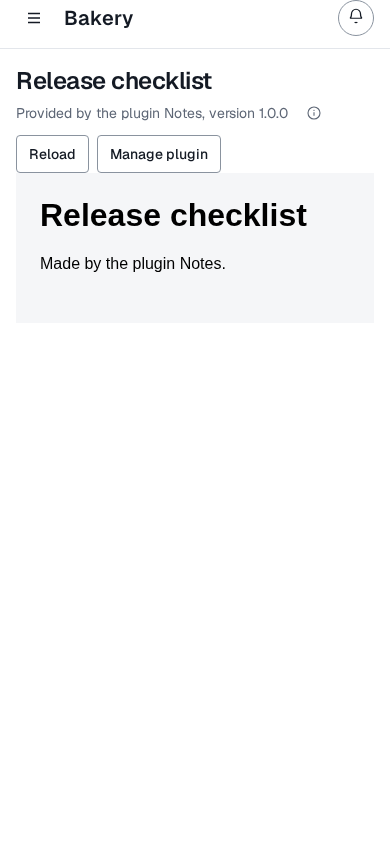 Bakery
Release checklist
Provided by the plugin Notes, version 1.0.0
Reload
Manage plugin
Release checklist
Made by the plugin Notes.